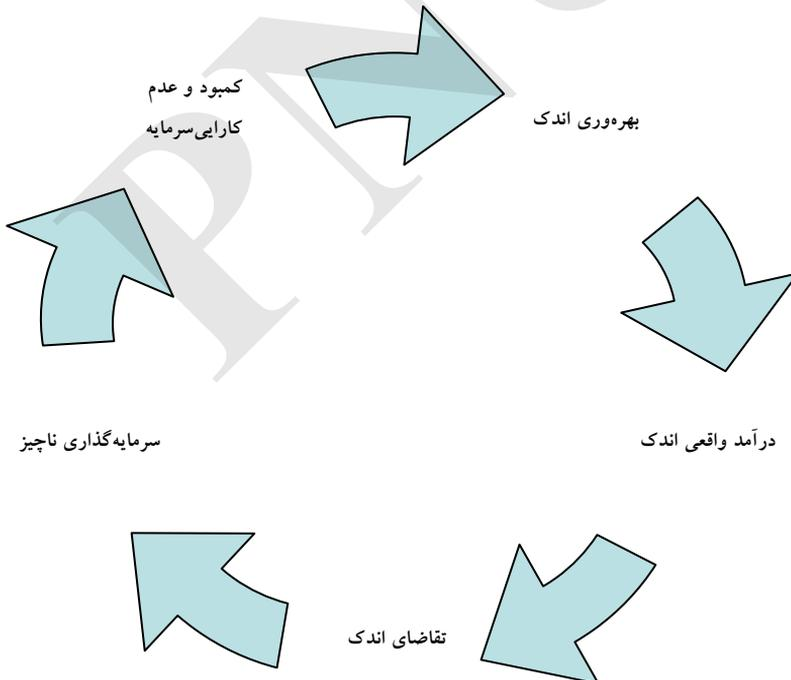 کمبود و عدم
کارایی‌سرمایه
بهره‌وری اندک
درآمد واقعی اندک
تقاضای اندک
سرمایه‌گذاری ناچیز